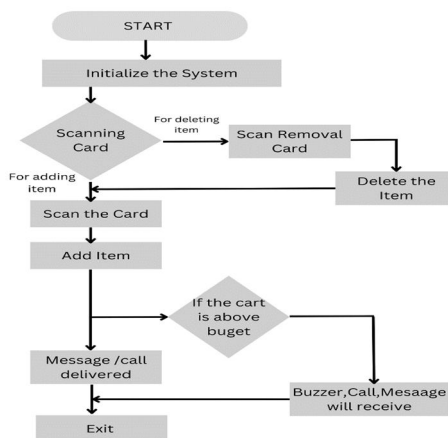 START
Initialize the System
Scanning
Card
For deleting
item
Scan Removal
Card
For adding
item
Delete the
Item
Scan the Card
Add Item
If the cart
is above
buget
Message /call
delivered
Buzzer,Call,Mesaage
will receive
Exit